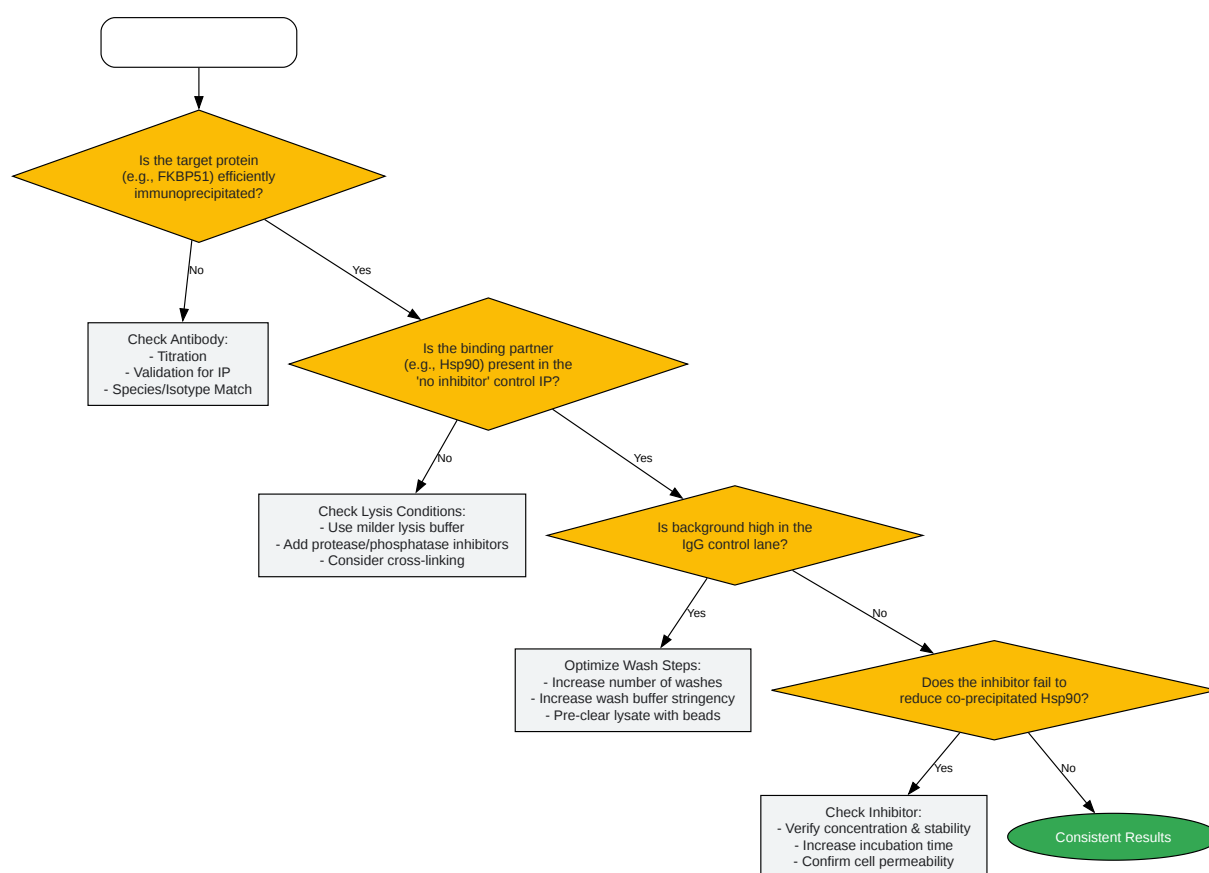 Is the target protein
(e.g., FKBP51) efficiently
immunoprecipitated?
No
Yes
Check Antibody:
- Titration
- Validation for IP
- Species/Isotype Match
Is the binding partner
(e.g., Hsp90) present in the
'no inhibitor' control IP?
No
Yes
Check Lysis Conditions:
- Use milder lysis buffer
- Add protease/phosphatase inhibitors
- Consider cross-linking
Is background high in the
IgG control lane?
Yes
No
Optimize Wash Steps:
- Increase number of washes
- Increase wash buffer stringency
- Pre-clear lysate with beads
Does the inhibitor fail to
reduce co-precipitated Hsp90?
Yes
No
Check Inhibitor:
- Verify concentration & stability
- Increase incubation time
- Confirm cell permeability
Consistent Results